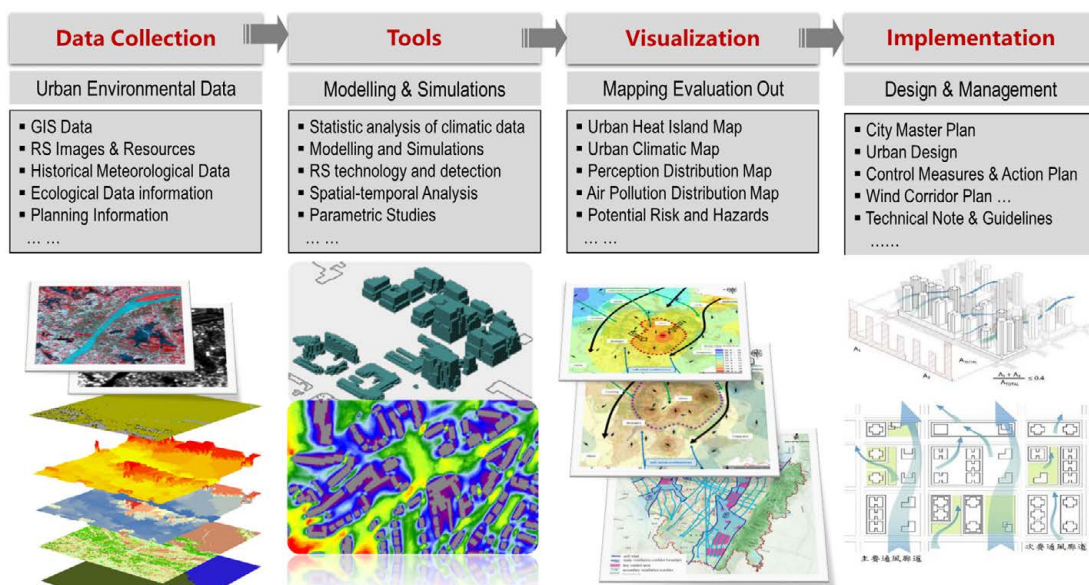 Data Collection
Tools
Visualization
Implementation
Urban Environmental Data
Modelling & Simulations
Mapping Evaluation Out
Design & Management
▪ GIS Data
▪ RS Images & Resources
▪ Historical Meteorological Data
▪ Ecological Data information
▪ Planning Information
... ...
▪ Statistic analysis of climatic data
▪ Modelling and Simulations
▪ RS technology and detection
▪ Spatial-temporal Analysis
▪ Parametric Studies
... ...
▪ Urban Heat Island Map
▪ Urban Climatic Map
▪ Perception Distribution Map
▪ Air Pollution Distribution Map
▪ Potential Risk and Hazards
... ...
▪ City Master Plan
▪ Urban Design
▪ Control Measures & Action Plan
▪ Wind Corridor Plan ...
▪ Technical Note & Guidelines
......
主要通風廊道
次要通風廊道